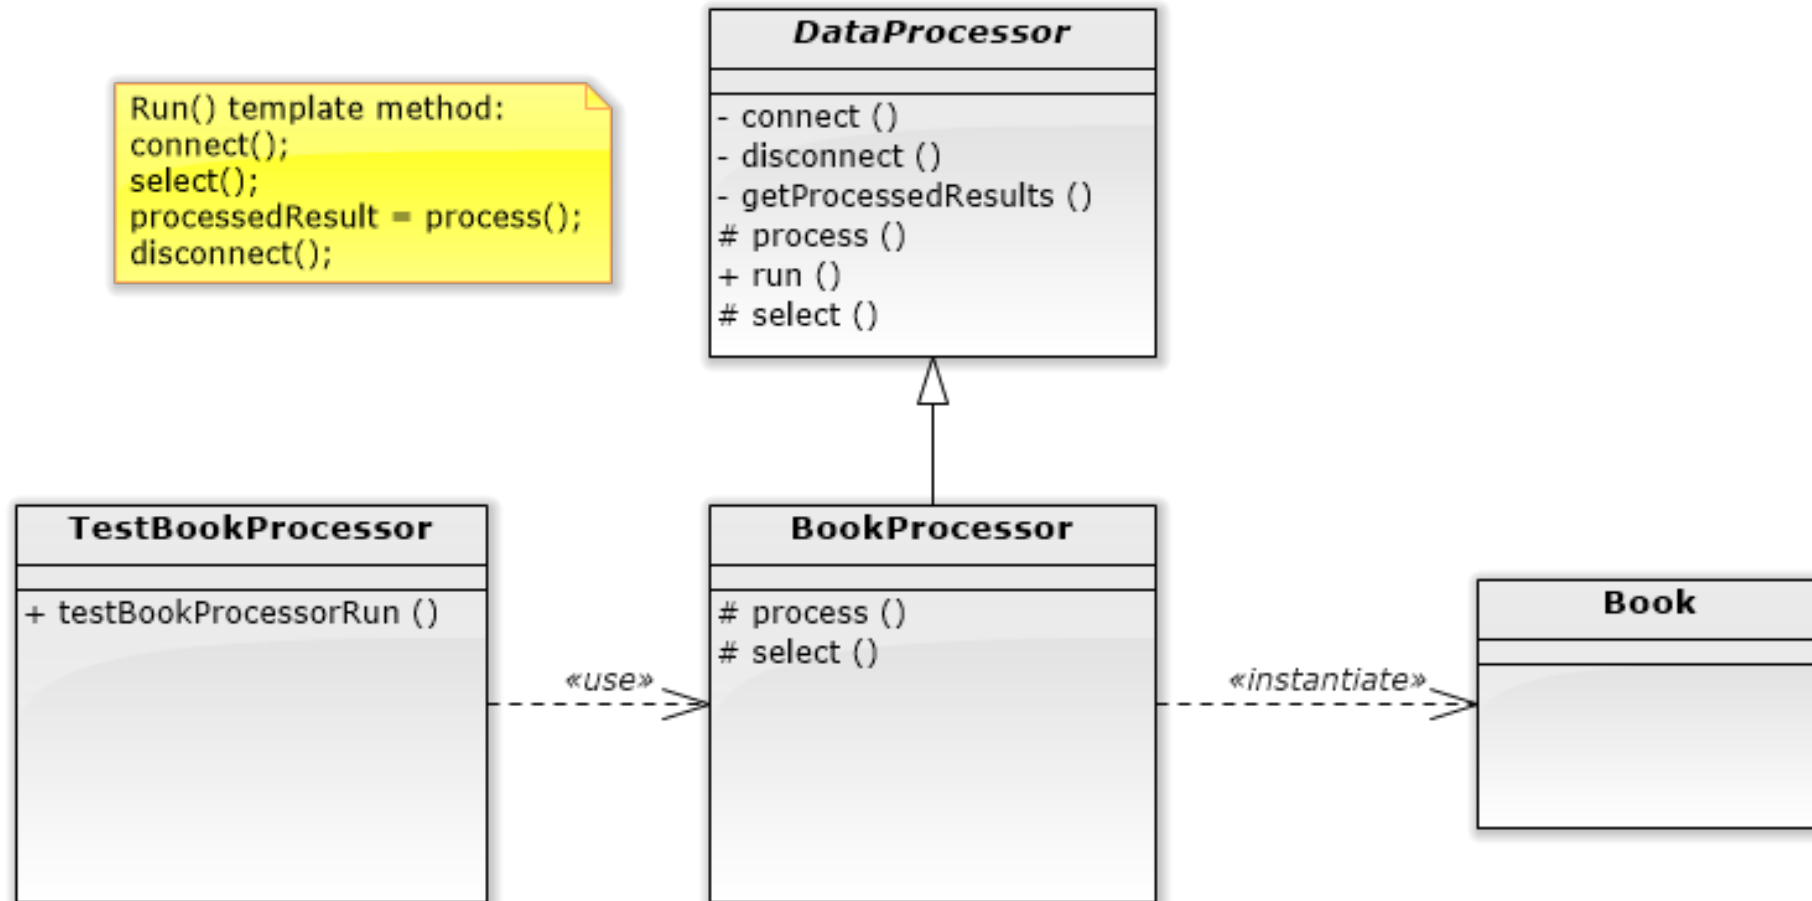 DataProcessor
- connect ()
- disconnect ()
- getProcessedResults ()
# process ()
+ run ()
# select ()
Run() template method:
connect();
select();
processedResult = process();
disconnect();
TestBookProcessor
+ testBookProcessorRun ()
«use»
BookProcessor
# process ()
# select ()
«instantiate»
Book